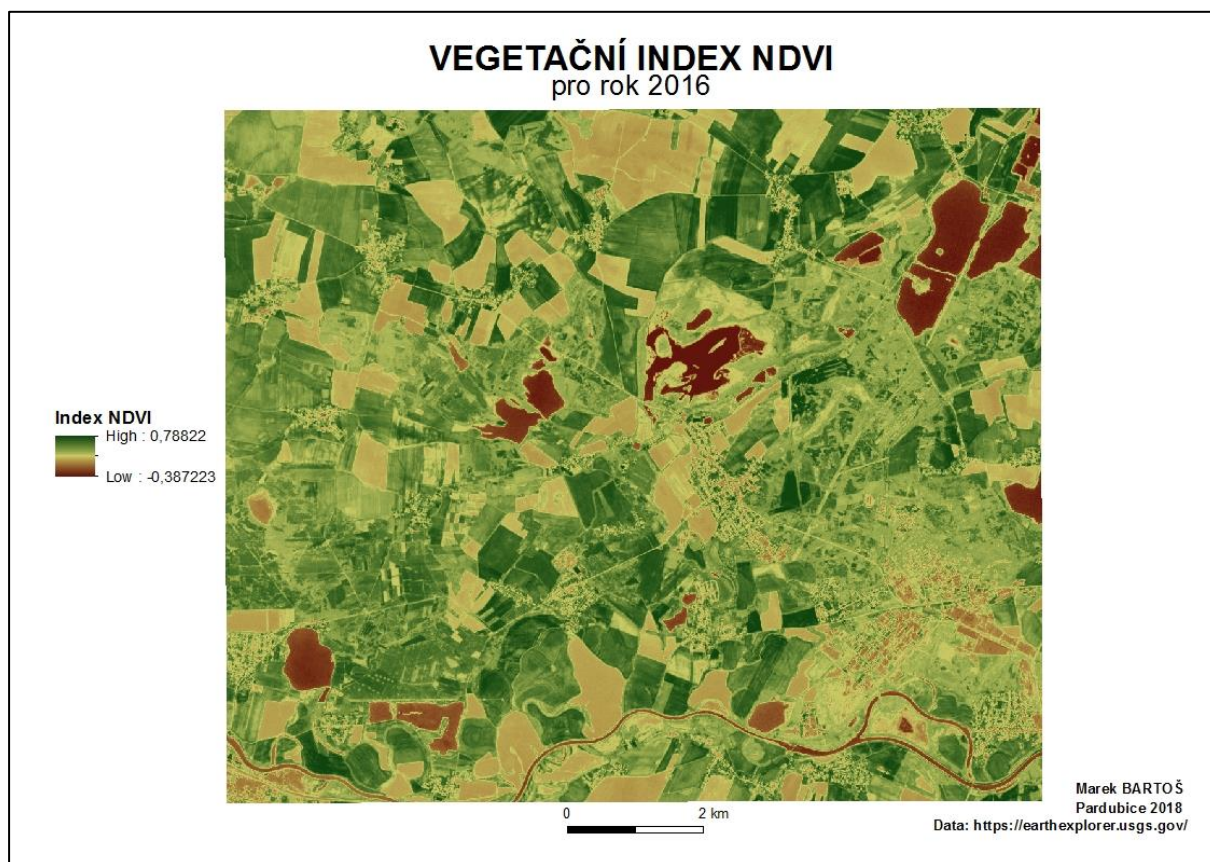 VEGETAČNÍ INDEX NDVI
pro rok 2016
Index NDVI
High : 0,78822
Low : -0,387223
0 2 km
Marek BARTOŠ
Pardubice 2018
Data: https://earthexplorer.usgs.gov/